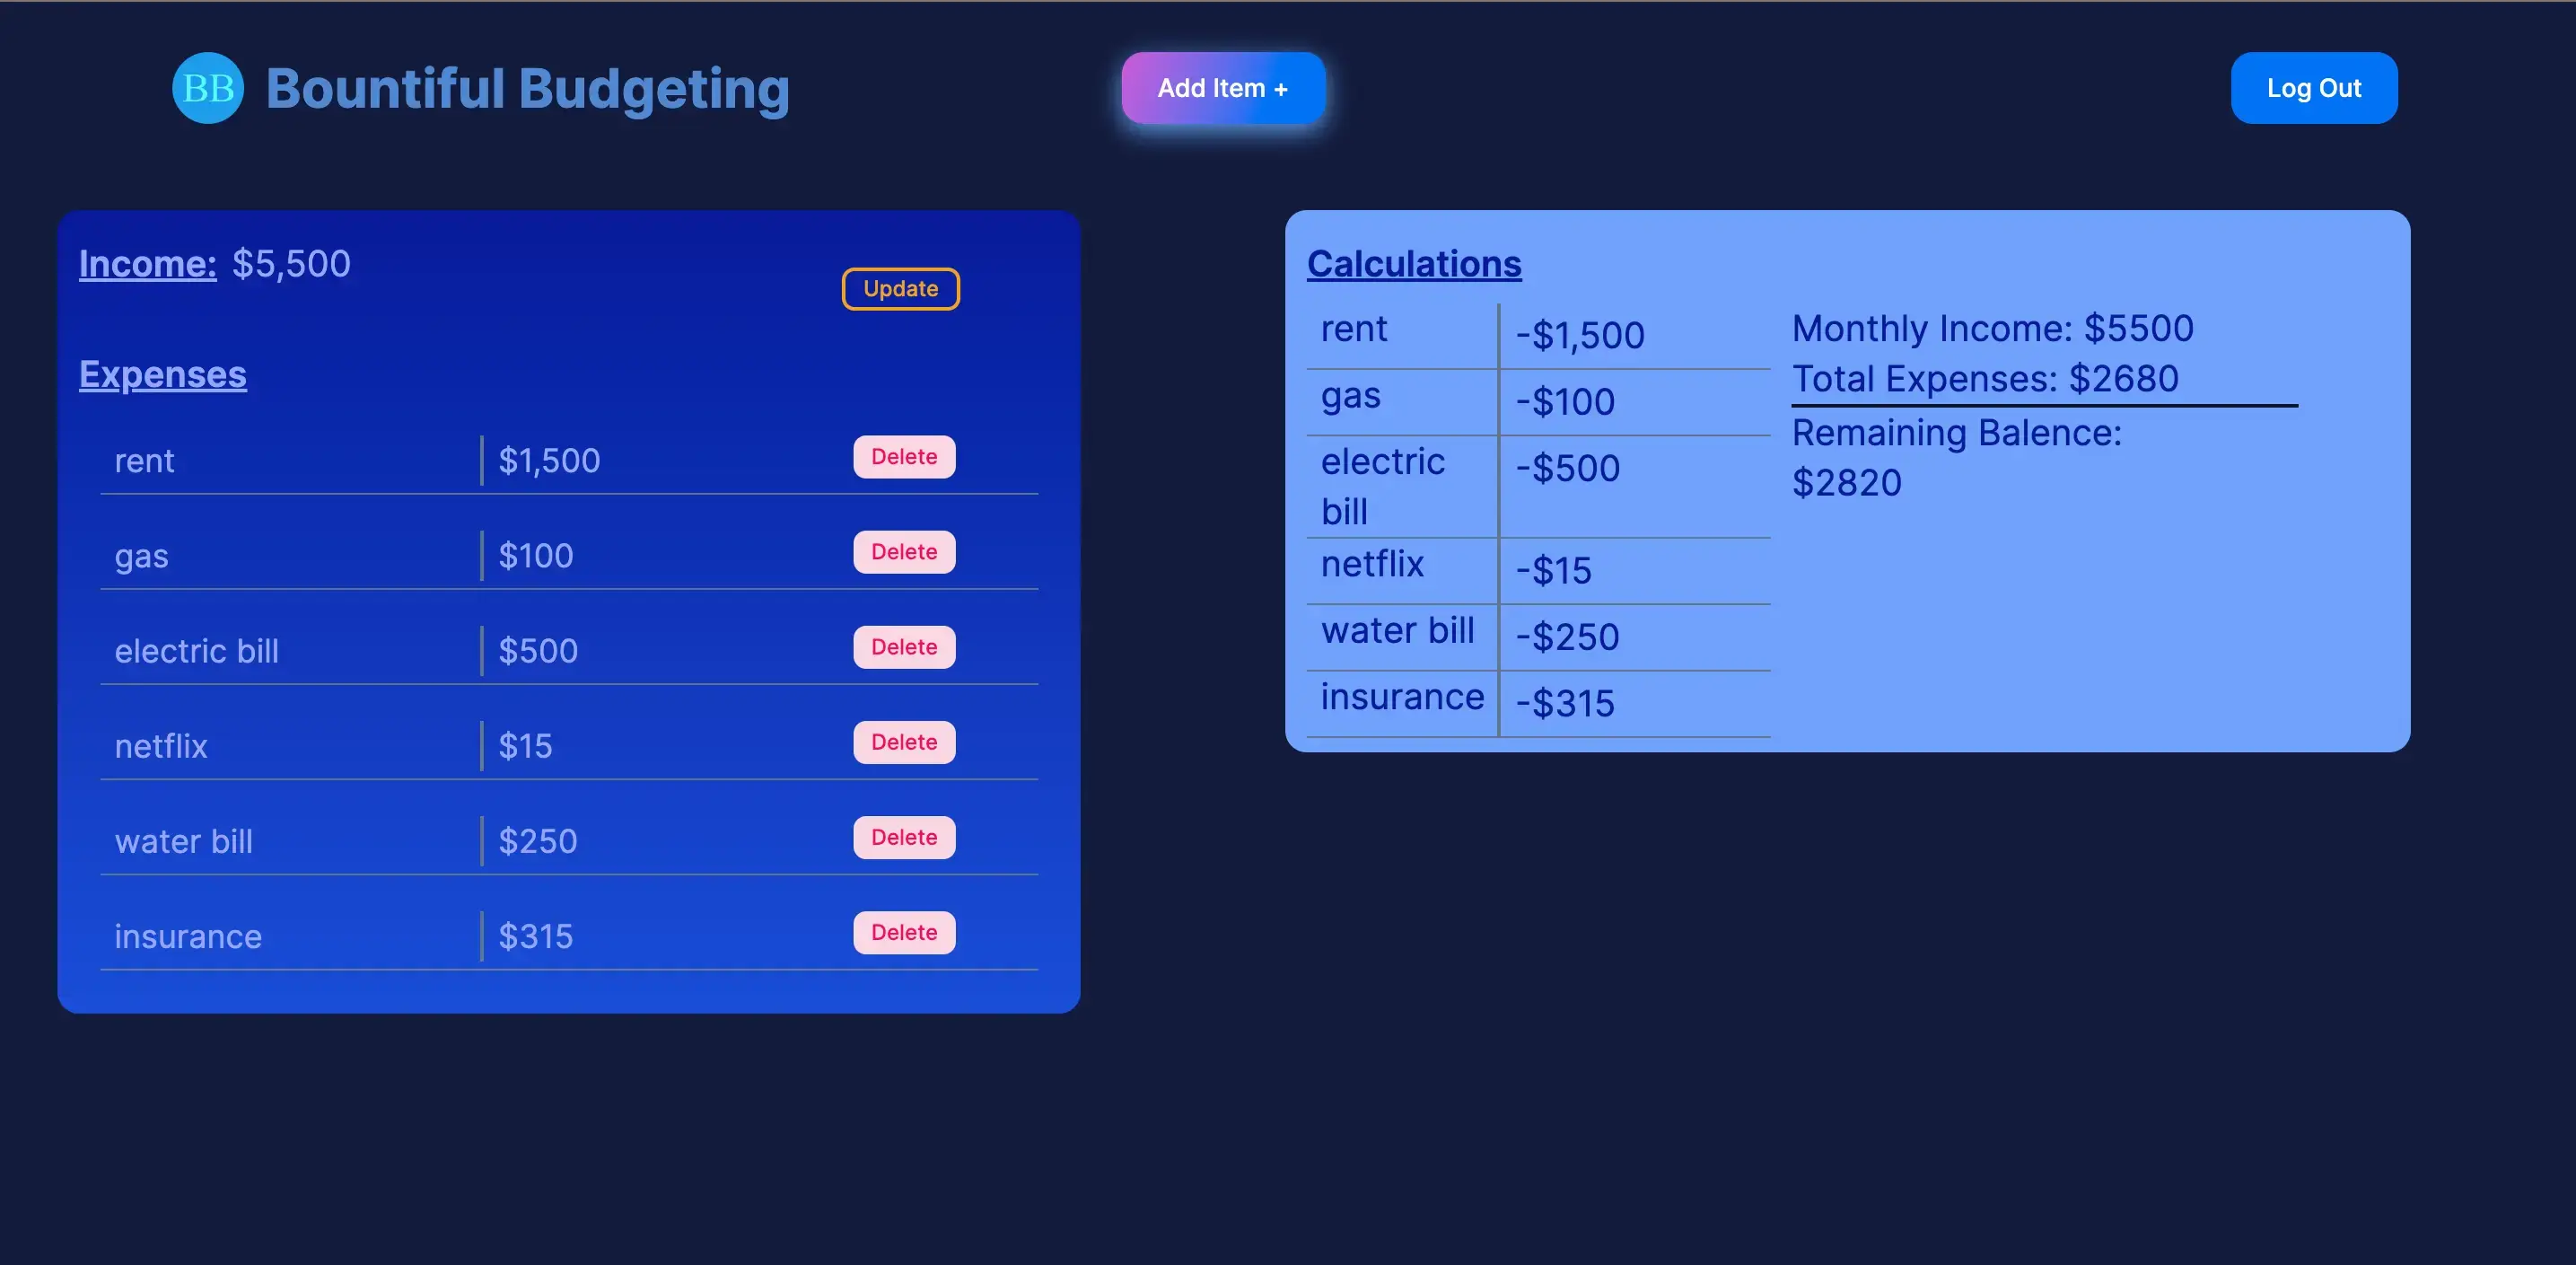 BB Bountiful Budgeting
Add Item +
Log Out
Income: $5,500
Update
Expenses
rent $1,500 Delete
gas $100 Delete
electric bill $500 Delete
netflix $15 Delete
water bill $250 Delete
insurance $315 Delete
Calculations
rent -$1,500
gas -$100
electric
bill
-$500
netflix -$15
water bill -$250
insurance -$315
Monthly Income: $5500
Total Expenses: $2680
Remaining Balence:
$2820